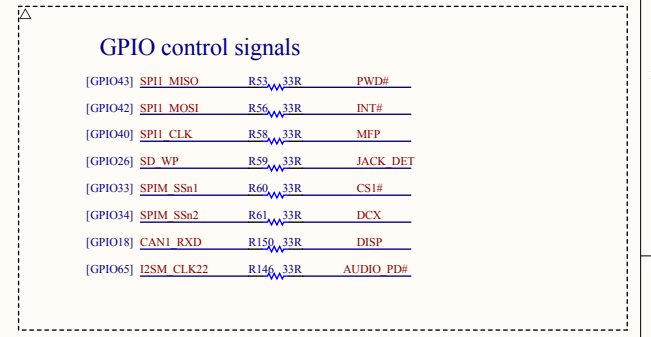 GPIO control signals
[GPIO43] SPI1_MISO R53 33R PWD#
[GPIO42] SPI1_MOSI R56 33R INT#
[GPIO40] SPI1_CLK R58 33R MFP
[GPIO26] SD_WP R59 33R JACK_DET
[GPIO33] SPIM_SSn1 R60 33R CS1#
[GPIO34] SPIM_SSn2 R61 33R DCX
[GPIO18] CAN1_RXD R150 33R DISP
[GPIO65] I2SM_CLK22 R146 33R AUDIO_PD#